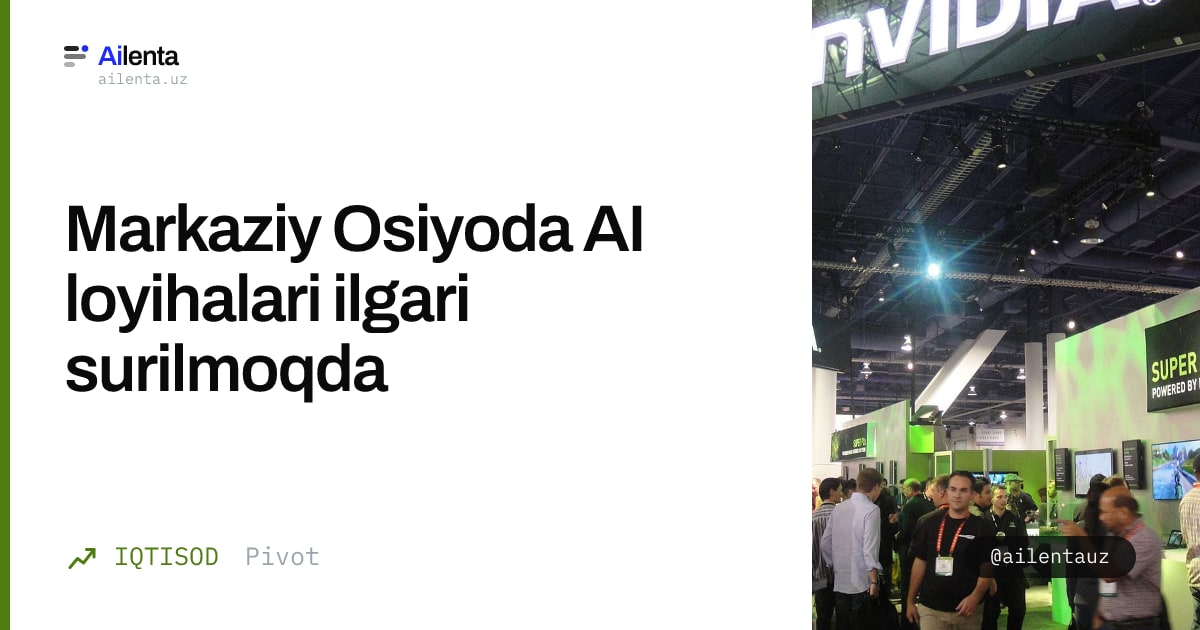 Ailenta
ailenta.uz
Markaziy Osiyoda AI
loyihalari ilgari
surilmoqda
IQTISOD Pivot
nVIDIA
SUPER
POWERED BY
@ailentauz